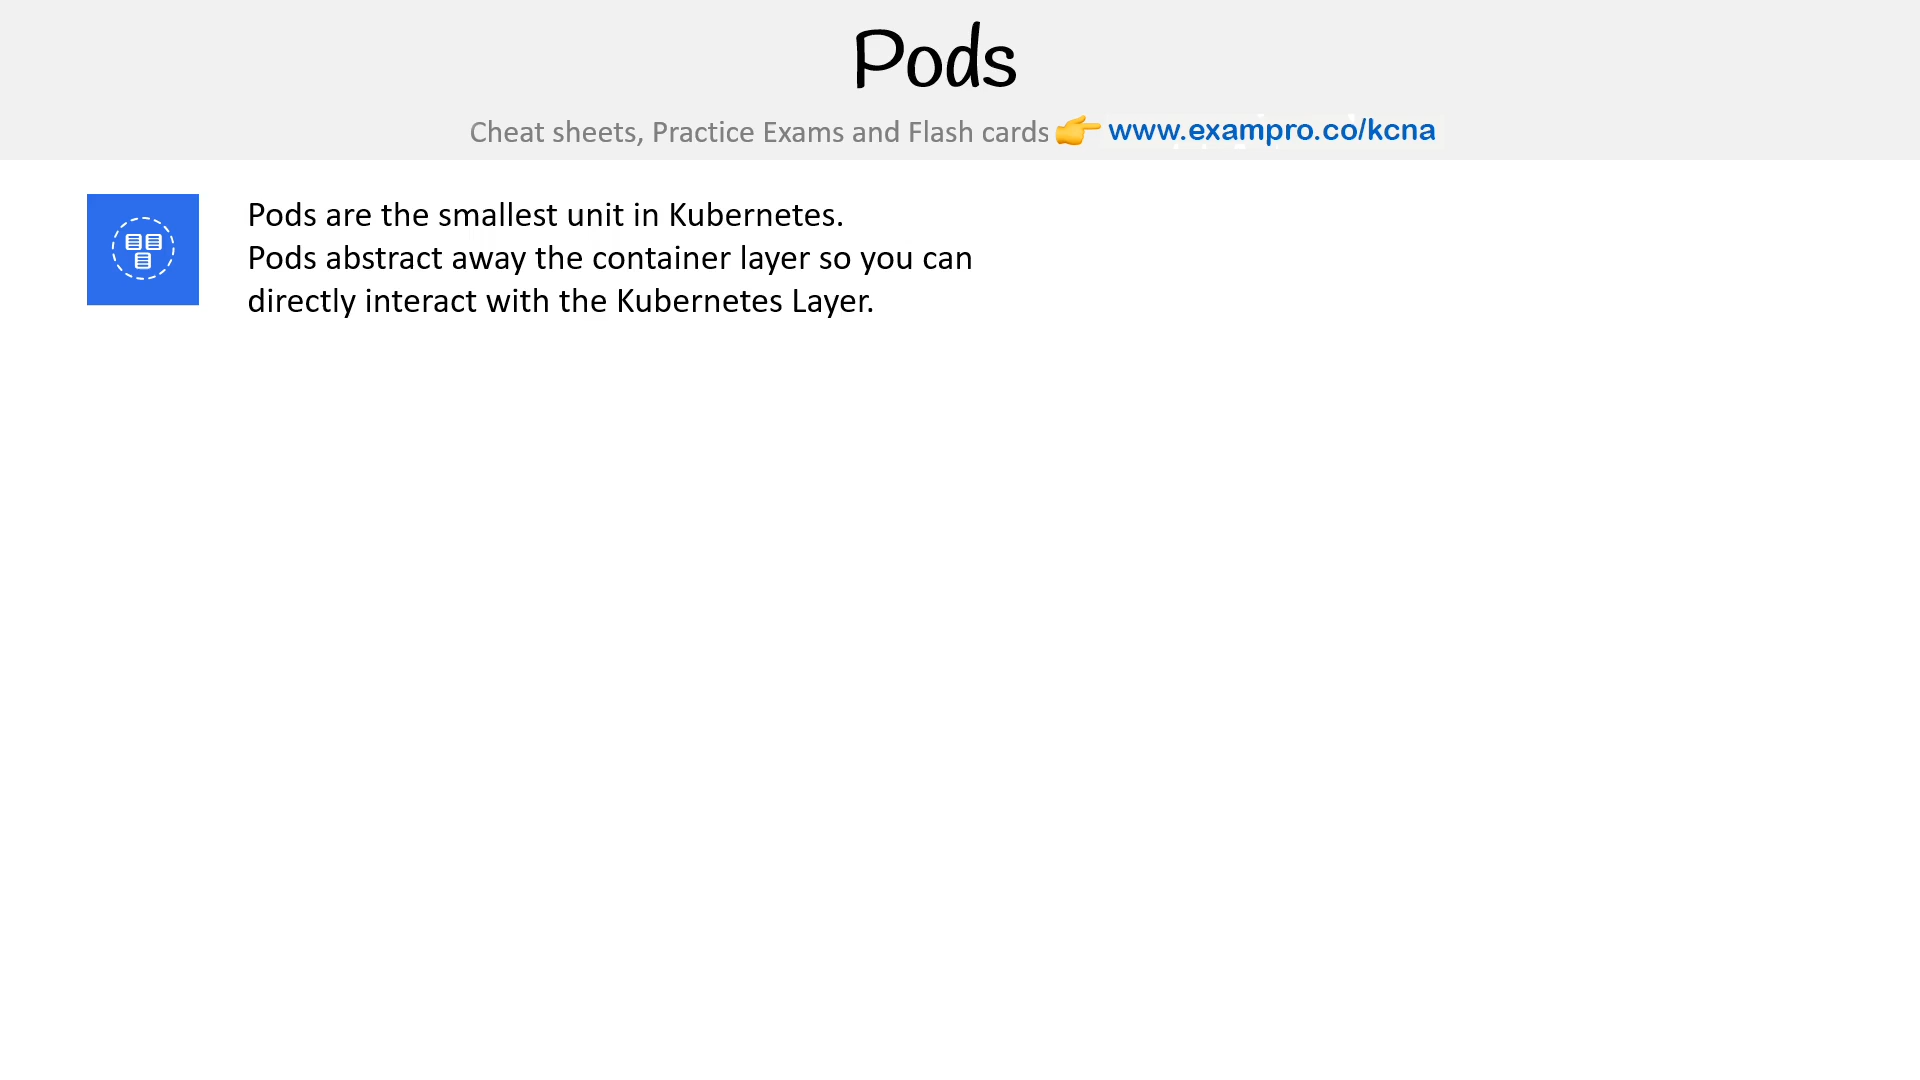 Pods
Cheat sheets, Practice Exams and Flash cards 👉 www.exampro.co/kcna
Pods are the smallest unit in Kubernetes.
Pods abstract away the container layer so you can
directly interact with the Kubernetes Layer.